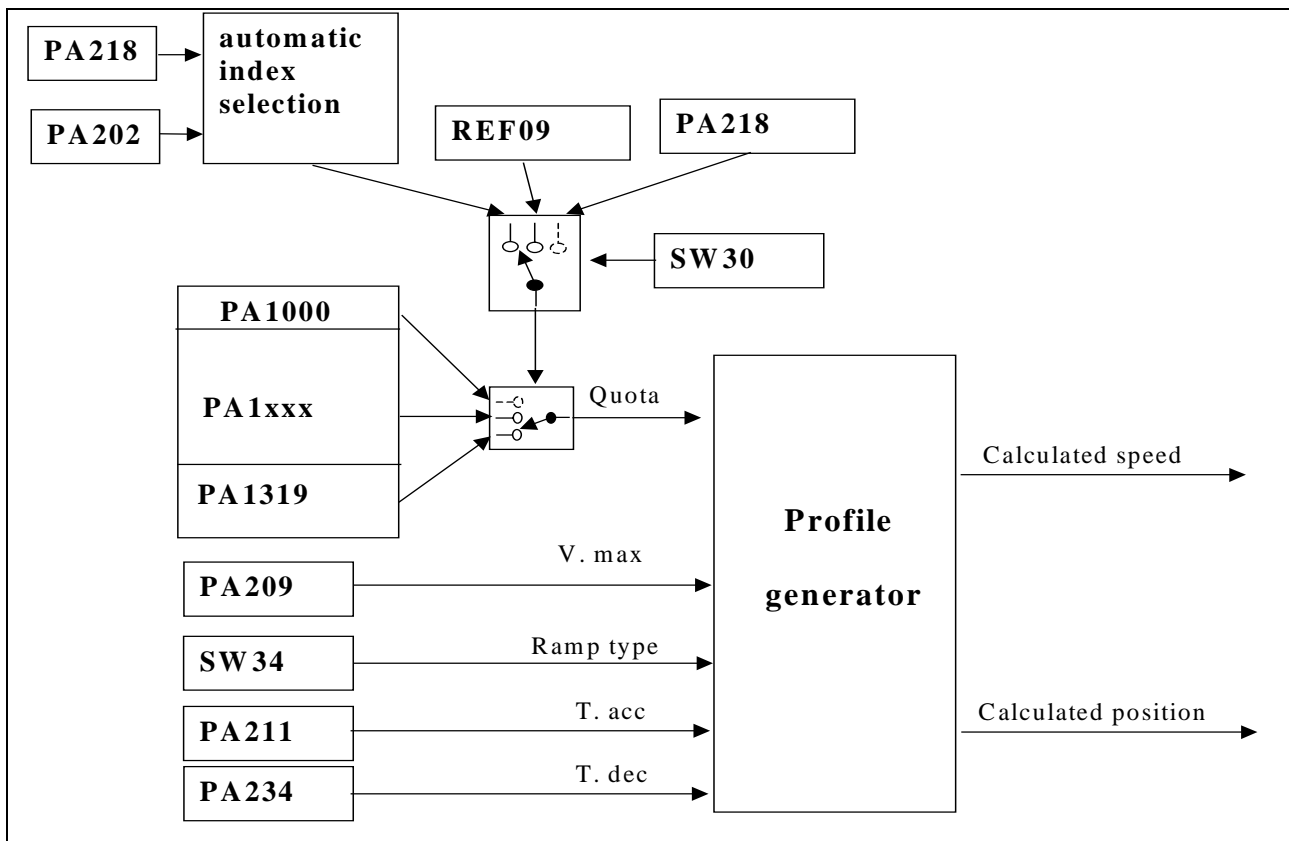 PA218
automatic
index
selection
PA202
REF09
PA218
SW30
PA1000
PA1xxx
PA1319
Quota
Calculated speed
Profile
generator
V. max
PA209
Ramp type
SW34
T. acc
PA211
Calculated position
T. dec
PA234